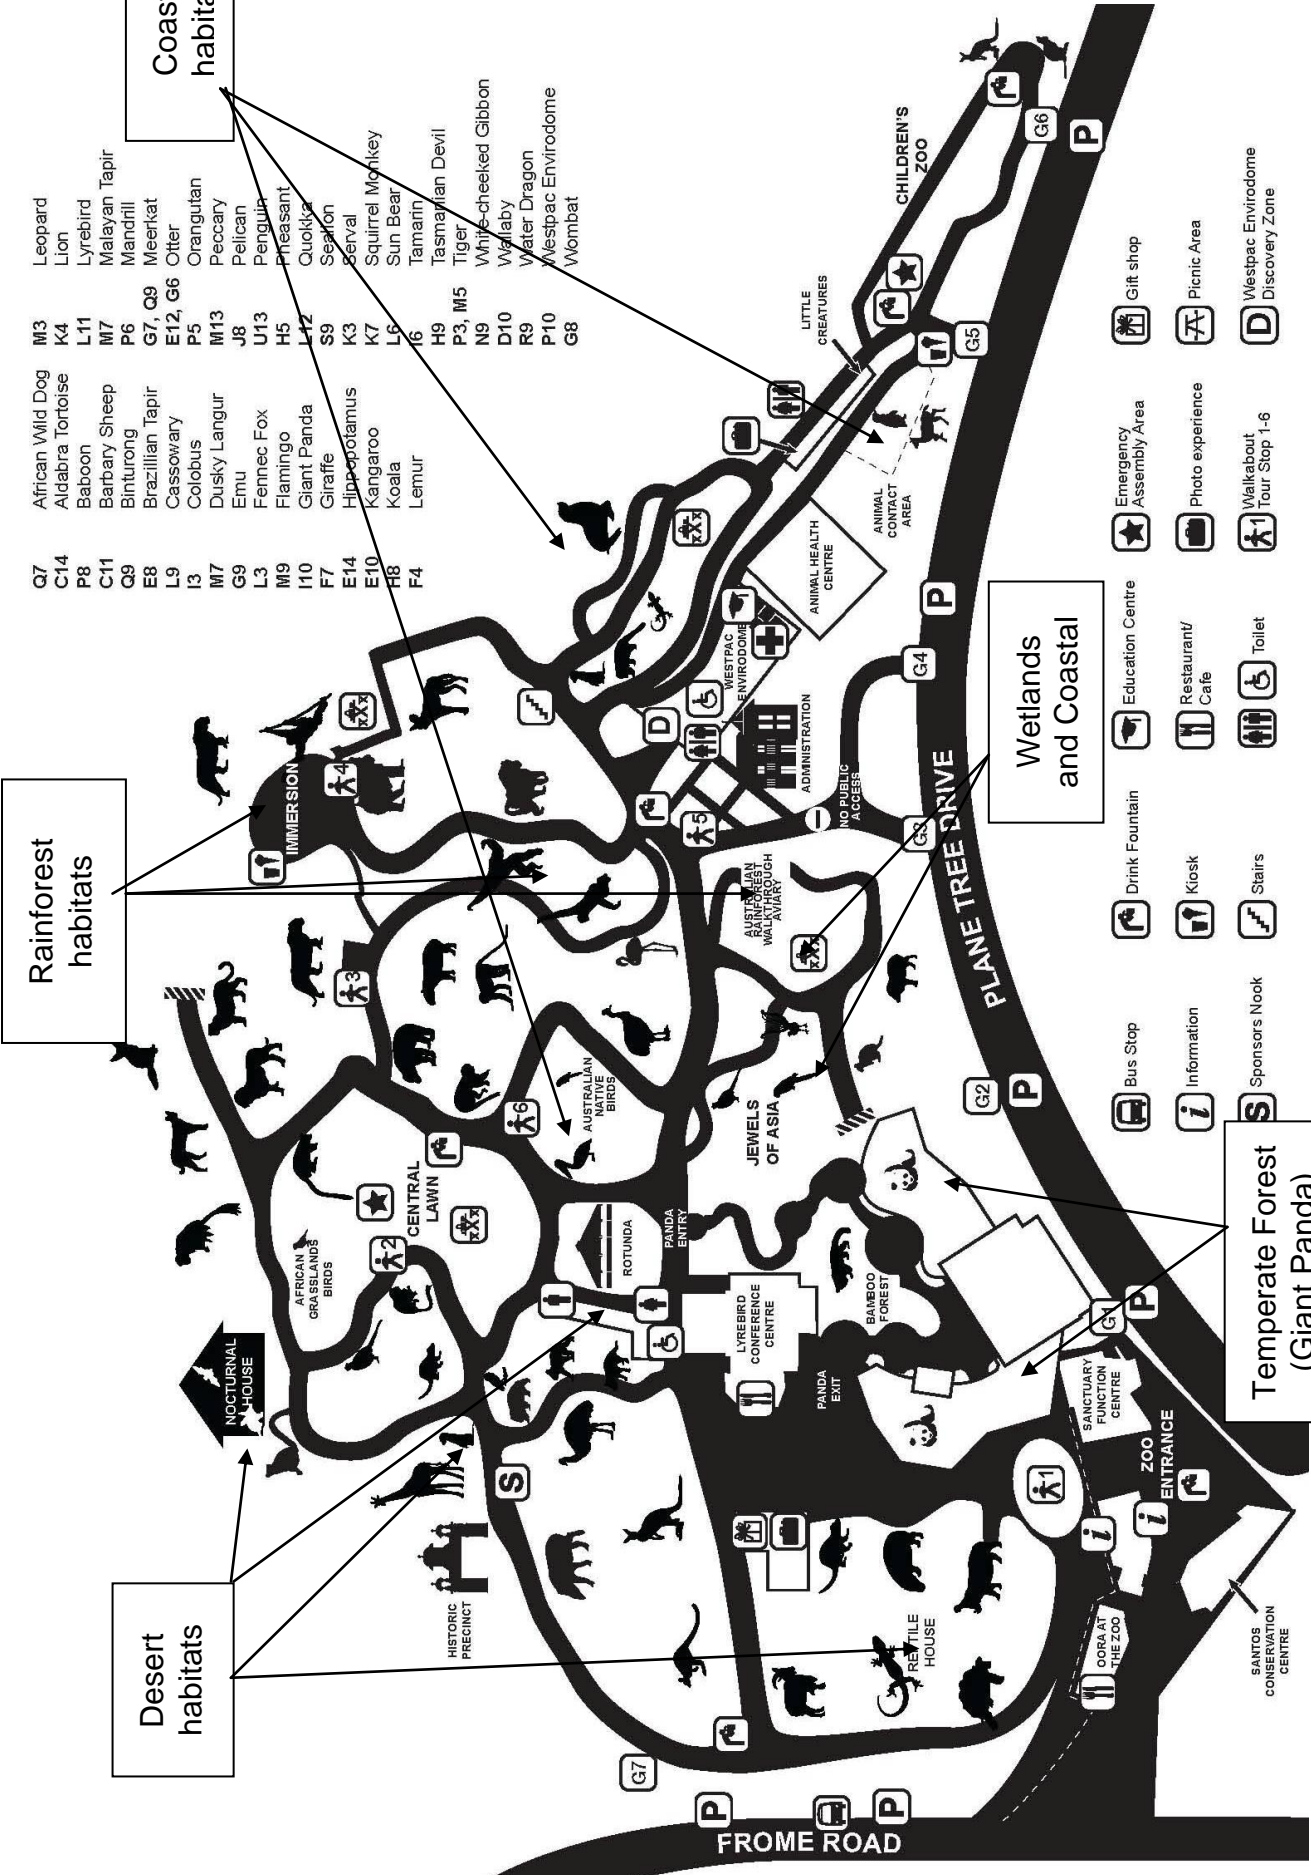 Coas
habita
Rainforest
habitats
Desert
habitats
Wetlands
and Coastal
Temperate Forest
(Giant Panda)
Q7 African Wild Dog
C14 Aldabra Tortoise
P8 Baboon
C11 Barbary Sheep
Q9 Binturong
E8 Brazillian Tapir
L9 Cassowary
I3 Colobus
M7 Dusky Langur
G9 Emu
L3 Fennec Fox
M9 Flamingo
I10 Giant Panda
F7 Giraffe
E14 Hippopotamus
E10 Kangaroo
H8 Koala
F4 Lemur
M3 Leopard
K4 Lion
L11 Lyrebird
M7 Malayan Tapir
P6 Mandrill
G7, Q9 Meerkat
E12, G6 Otter
P5 Orangutan
M13 Peccary
J8 Pelican
U13 Penguin
H5 Pheasant
L12 Quokka
S9 Sealion
K3 Serval
K7 Squirrel Monkey
L6 Sun Bear
I6 Tamarin
H9 Tasmanian Devil
P3, M5 Tiger
N9 White-cheeked Gibbon
D10 Wallaby
R9 Water Dragon
P10 Westpac Envirodome
G8 Wombat
NOCTURNAL
HOUSE
AFRICAN
GRASSLANDS
BIRDS
2
CENTRAL
LAWN
3
IMMERSION
4
6
AUSTRALIAN
NATIVE
BIRDS
HISTORIC
PRECINCT
S
ROTUNDA
PANDA
ENTRY
LYREBIRD
CONFERENCE
CENTRE
PANDA
EXIT
BAMBOO
FOREST
JEWELS
OF ASIA
AUSTRALIAN
RAINFOREST
WALKTHROUGH
AVIARY
5
D
WESTPAC
ENVIRODOME
ADMINISTRATION
NO PUBLIC
ACCESS
ANIMAL HEALTH
CENTRE
ANIMAL
CONTACT
AREA
LITTLE
CREATURES
CHILDREN'S
ZOO
REPTILE
HOUSE
1
SANCTUARY
FUNCTION
CENTRE
ZOO
ENTRANCE
i
i
OORA AT
THE ZOO
SANTOS
CONSERVATION
CENTRE
G7
G1
G2
G3
G4
G5
G6
P
P
P
P
P
P
FROME ROAD
PLANE TREE DRIVE
Bus Stop
Drink Fountain
Education Centre
Emergency
Assembly Area
Gift shop
i Information
Kiosk
Restaurant/
Cafe
Photo experience
Picnic Area
S Sponsors Nook
Stairs
Toilet
1 Walkabout
Tour Stop 1-6
D Westpac Envirodome
Discovery Zone